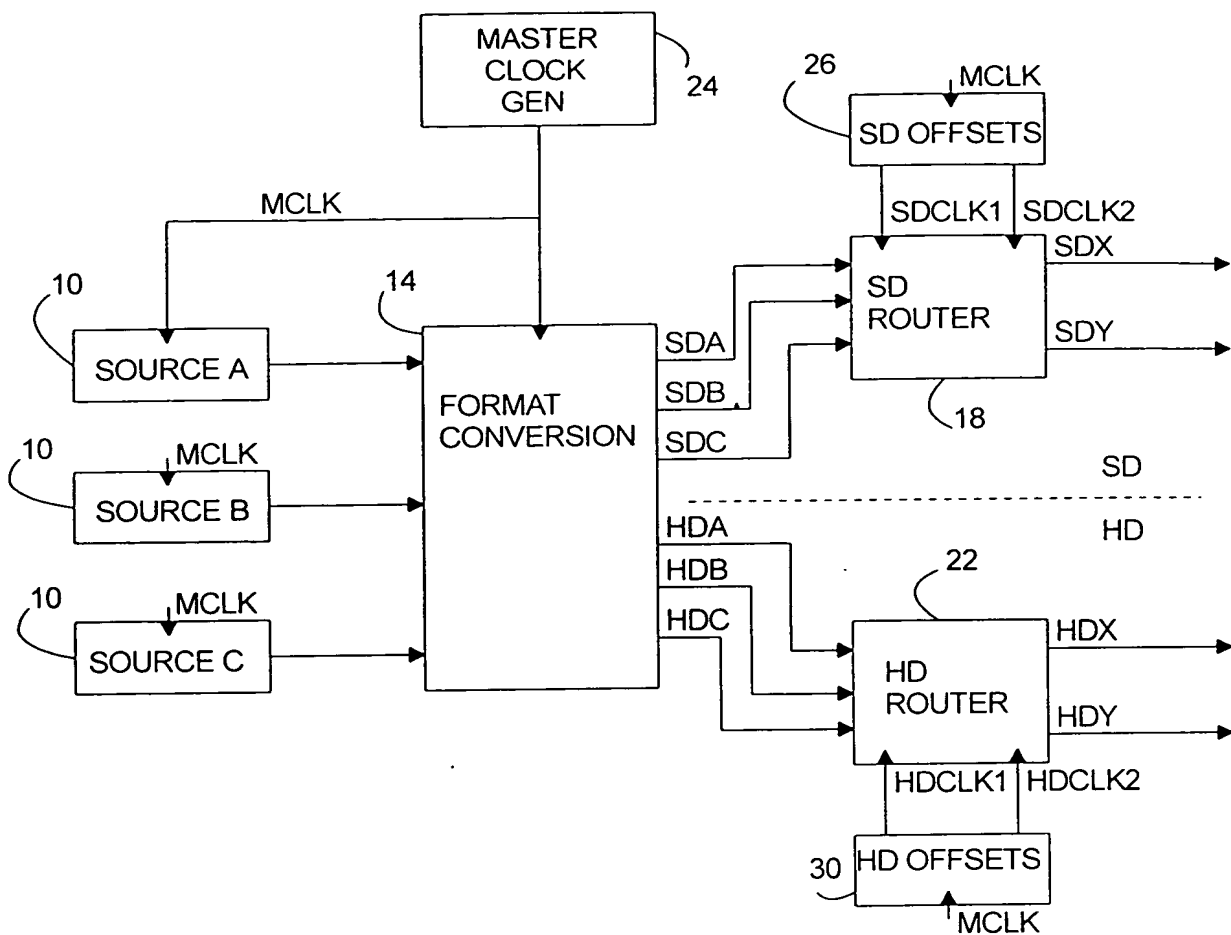 MASTER
CLOCK
GEN
24
26
MCLK
SD OFFSETS
MCLK
SDCLK1
SDCLK2
10
SOURCE A
14
FORMAT
CONVERSION
SDA
SDB
SDC
SD
ROUTER
SDX
SDY
18
10
MCLK
SOURCE B
SD
HD
HDA
HDB
HDC
22
10
MCLK
SOURCE C
HD
ROUTER
HDX
HDY
HDCLK1
HDCLK2
30
HD OFFSETS
MCLK